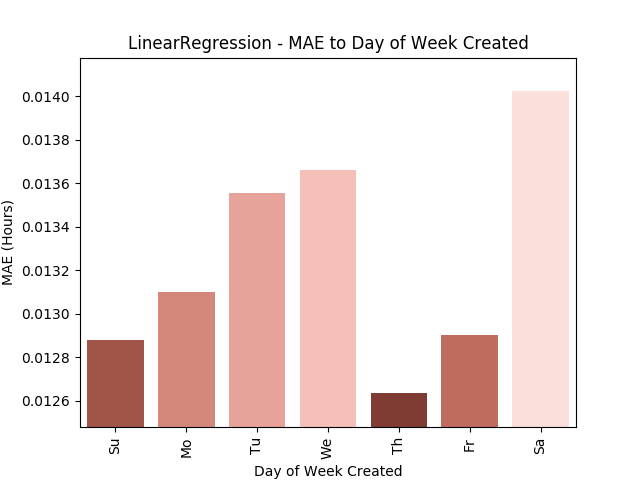 LinearRegression - MAE to Day of Week Created
0.0140
0.0138
0.0136
0.0134
0.0132
0.0130
0.0128
0.0126
MAE (Hours)
Su
Mo
Tu
We
Th
Fr
Sa
Day of Week Created